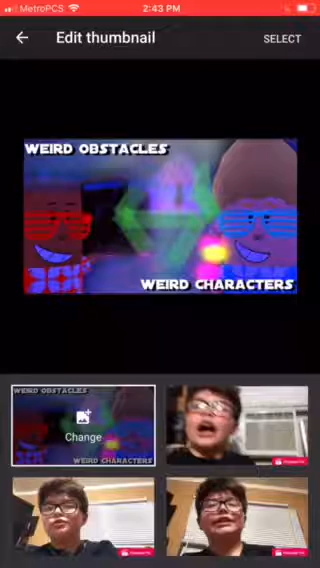 MetroPCS
2:43 PM
Edit thumbnail
SELECT
WEIRD OBSTACLES
WEIRD CHARACTERS
WEIRD OBSTACLES
Change
WEIRD CHARACTERS